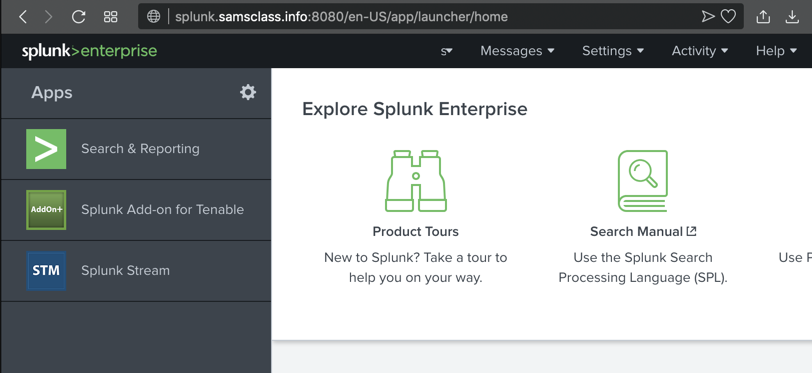 splunk.samsclass.info:8080/en-US/app/launcher/home
splunk>enterprise
s
Messages
Settings
Activity
Help
Apps
Search & Reporting
AddOn+
Splunk Add-on for Tenable
STM
Splunk Stream
Explore Splunk Enterprise
Product Tours
New to Splunk? Take a tour to
help you on your way.
Search Manual
Use the Splunk Search
Processing Language (SPL).
Use